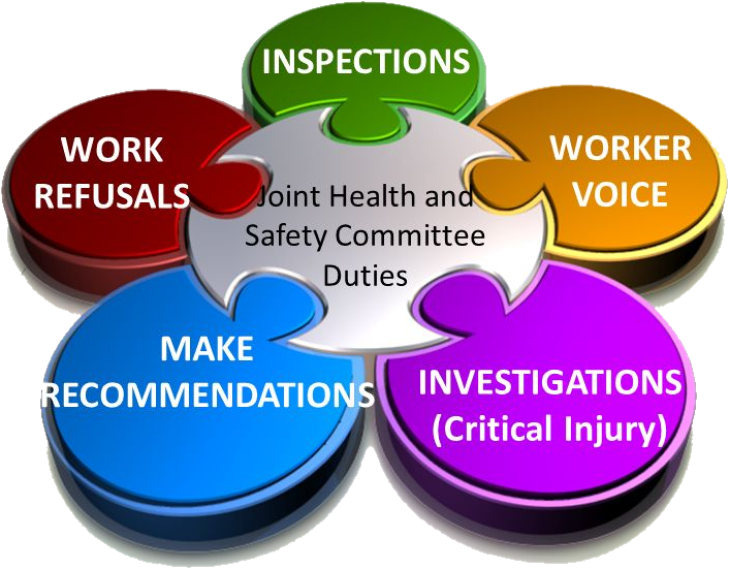 INSPECTIONS
WORK
REFUSALS
WORKER
VOICE
Joint Health and
Safety Committee
Duties
MAKE
RECOMMENDATIONS
INVESTIGATIONS
(Critical Injury)